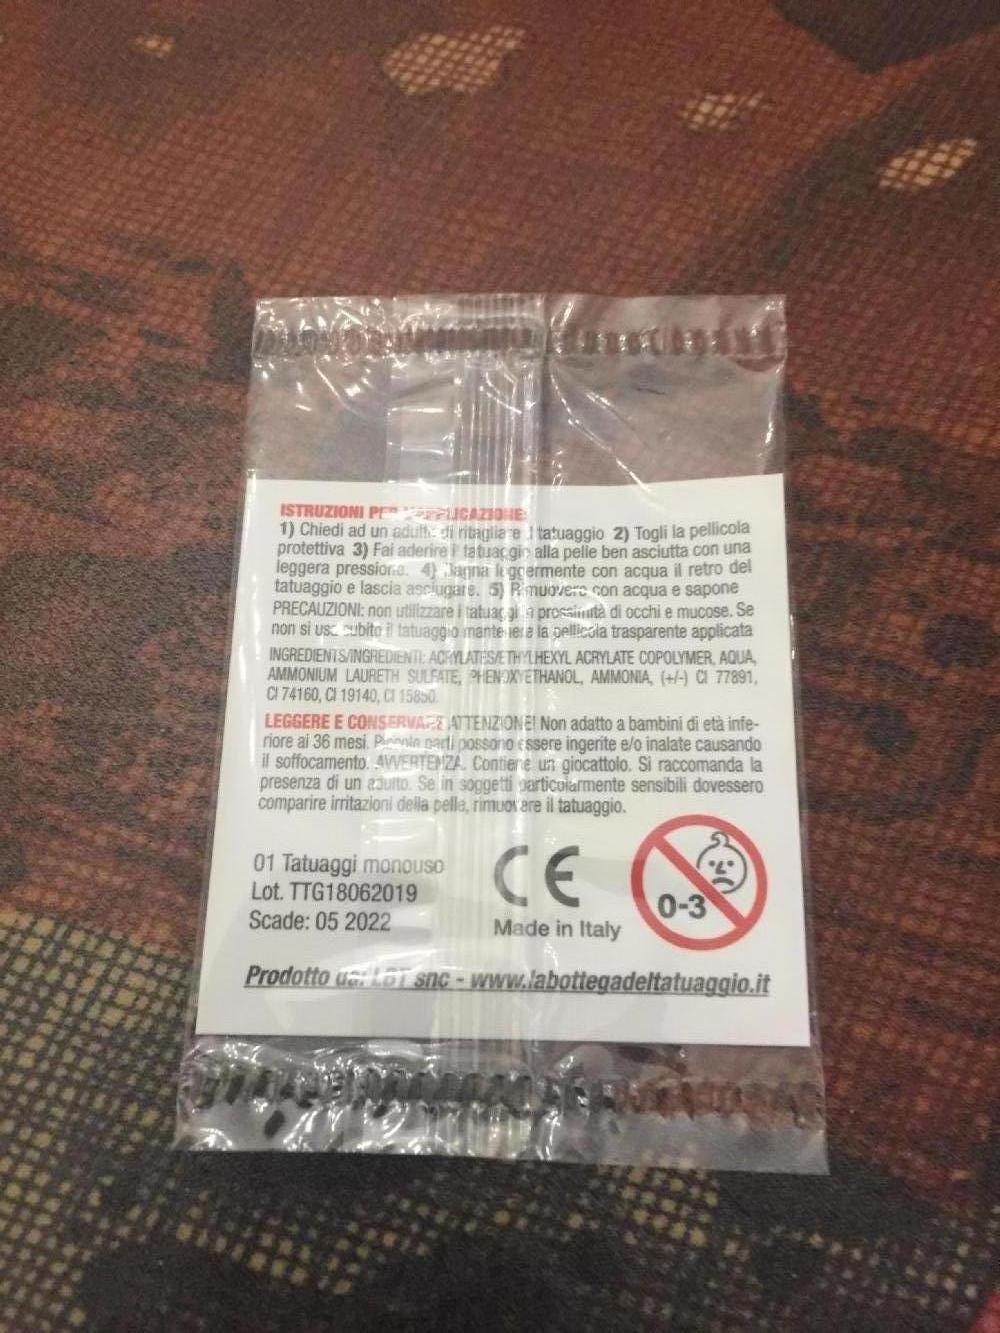 ISTRUZIONI PER L'APPLICAZIONE:
1) Chiedi ad un adulto di ritagliare il tatuaggio 2) Togli la pellicola
protettiva 3) Fai aderire il tatuaggio alla pelle ben asciutta con una
leggera pressione. 4) Bagna leggermente con acqua il retro del
tatuaggio e lascia asciugare. 5) Rimuovere con acqua e sapone
PRECAUZIONI: non utilizzare i tatuaggi in prossimità di occhi e mucose. Se
non si usa subito il tatuaggio mantenere la pellicola trasparente applicata
INGREDIENTS/INGREDIENTI: ACRYLATES/ETHYLHEXYL ACRYLATE COPOLYMER, AQUA,
AMMONIUM LAURETH SULFATE, PHENOXYETHANOL, AMMONIA, (+/-) CI 77891,
CI 74160, CI 19140, CI 15850.
LEGGERE E CONSERVARE ATTENZIONE! Non adatto a bambini di età infe-
riore ai 36 mesi. Piccole parti possono essere ingerite e/o inalate causando
il soffocamento. AVVERTENZA. Contiene un giocattolo. Si raccomanda la
presenza di un adulto. Se in soggetti particolarmente sensibili dovessero
comparire irritazioni della pelle, rimuovere il tatuaggio.
01 Tatuaggi monouso
Lot. TTG18062019
Scade: 05 2022
CE
Made in Italy
0-3
Prodotto da: LBT snc - www.labottegadeltatuaggio.it